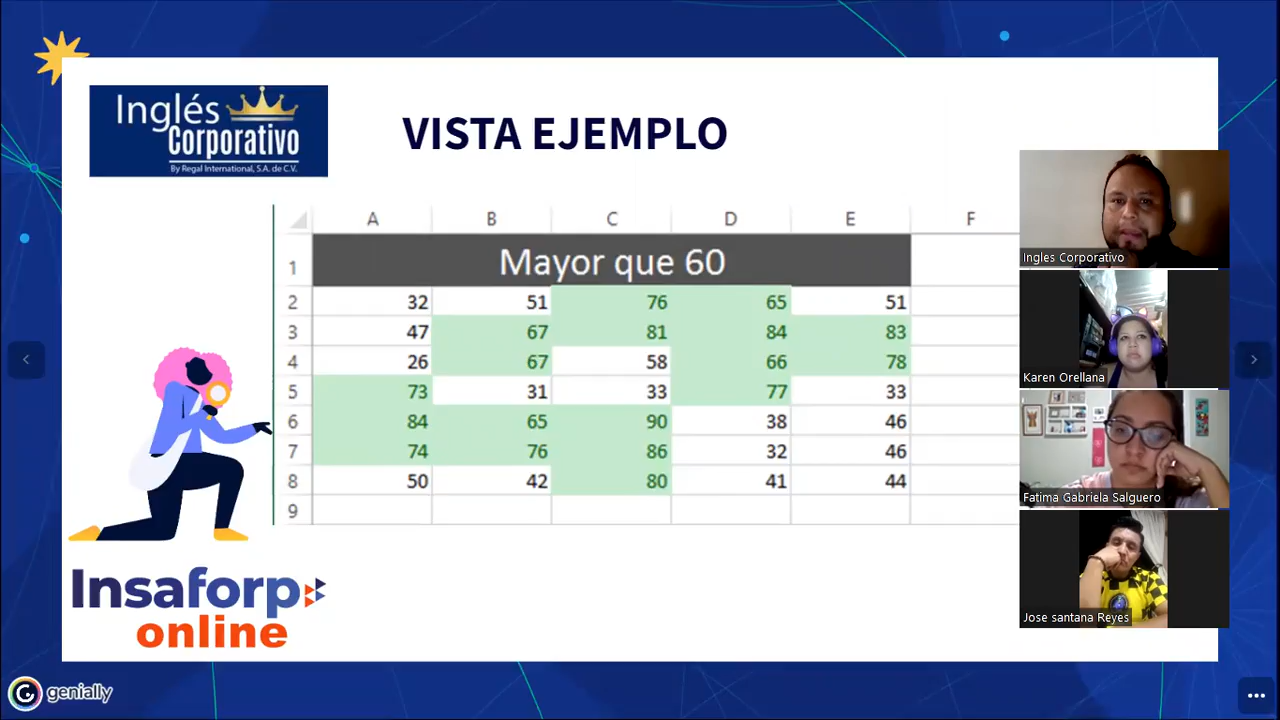 Inglés
Corporativo
By Regal International, S.A. de C.V.
VISTA EJEMPLO
A B C D E F
1 Mayor que 60
2 32 51 76 65 51
3 47 67 81 84 83
4 26 67 58 66 78
5 73 31 33 77 33
6 84 65 90 38 46
7 74 76 86 32 46
8 50 42 80 41 44
9
Ingles Corporativo
Karen Orellana
Fatima Gabriela Salguero
Jose santana Reyes
Insaforp
online
genially